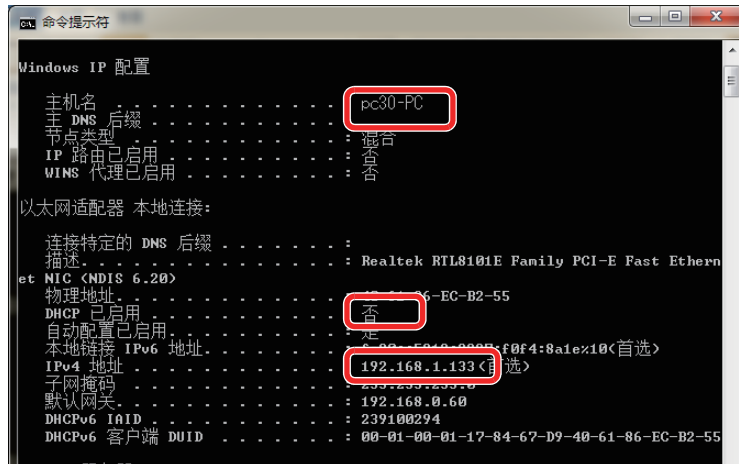 命令提示符
Windows IP 配置
主机名 . . . . . . . . . . . . . : pc30-PC
主 DNS 后缀 . . . . . . . . . . . :
节点类型 . . . . . . . . . . . . : 混合
IP 路由已启用 . . . . . . . . . . : 否
WINS 代理已启用 . . . . . . . . . : 否
以太网适配器 本地连接:
连接特定的 DNS 后缀 . . . . . . . :
描述. . . . . . . . . . . . . . . : Realtek RTL8101E Family PCI-E Fast Ethern
et NIC (NDIS 6.20)
物理地址. . . . . . . . . . . . . : -EC-B2-55
DHCP 已启用 . . . . . . . . . . . : 否
自动配置已启用. . . . . . . . . . : 是
本地链接 IPv6 地址. . . . . . . . : :f0f4:8a1e%10(首选)
IPv4 地址 . . . . . . . . . . . . : 192.168.1.133(首选)
子网掩码 . . . . . . . . . . . . :
默认网关. . . . . . . . . . . . . : 192.168.0.60
DHCPv6 IAID . . . . . . . . . . . : 239100294
DHCPv6 客户端 DUID . . . . . . . : 00-01-00-01-17-84-67-D9-40-61-86-EC-B2-55